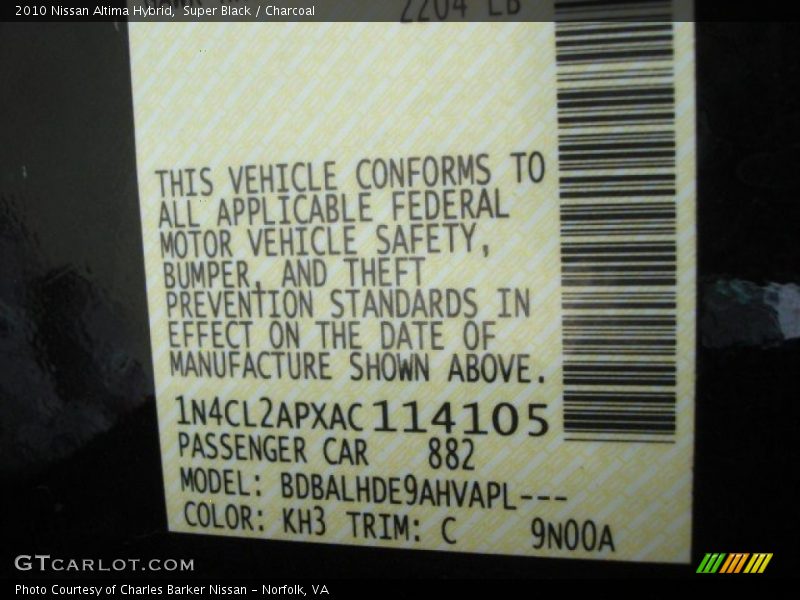 2010 Nissan Altima Hybrid,  Super Black / Charcoal
2204 LB
THIS VEHICLE CONFORMS TO
ALL APPLICABLE FEDERAL
MOTOR VEHICLE SAFETY,
BUMPER, AND THEFT
PREVENTION STANDARDS IN
EFFECT ON THE DATE OF
MANUFACTURE SHOWN ABOVE.
1N4CL2APXAC114105
PASSENGER CAR 882
MODEL: BDBALHDE9AHVAPL---
COLOR: KH3 TRIM: C 9N00A
GTCARLOT.COM
Photo Courtesy of Charles Barker Nissan – Norfolk, VA